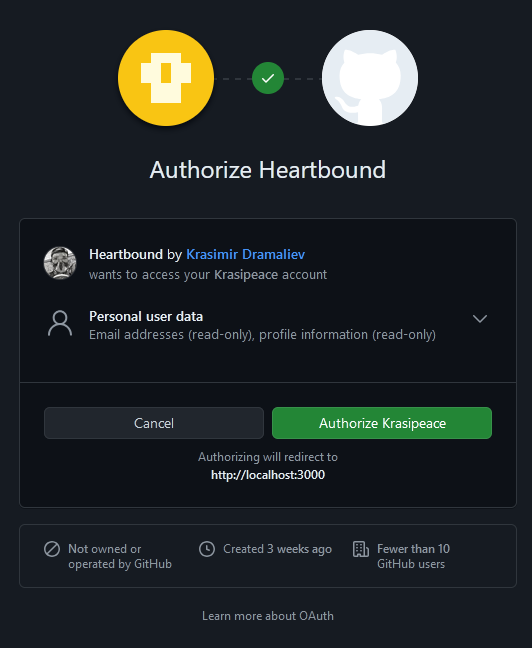 Authorize Heartbound
Heartbound by Krasimir Dramaliev
wants to access your Krasipeace account
Personal user data
Email addresses (read-only), profile information (read-only)
Cancel
Authorize Krasipeace
Authorizing will redirect to
http://localhost:3000
Not owned or
operated by GitHub
Created 3 weeks ago
Fewer than 10
GitHub users
Learn more about OAuth